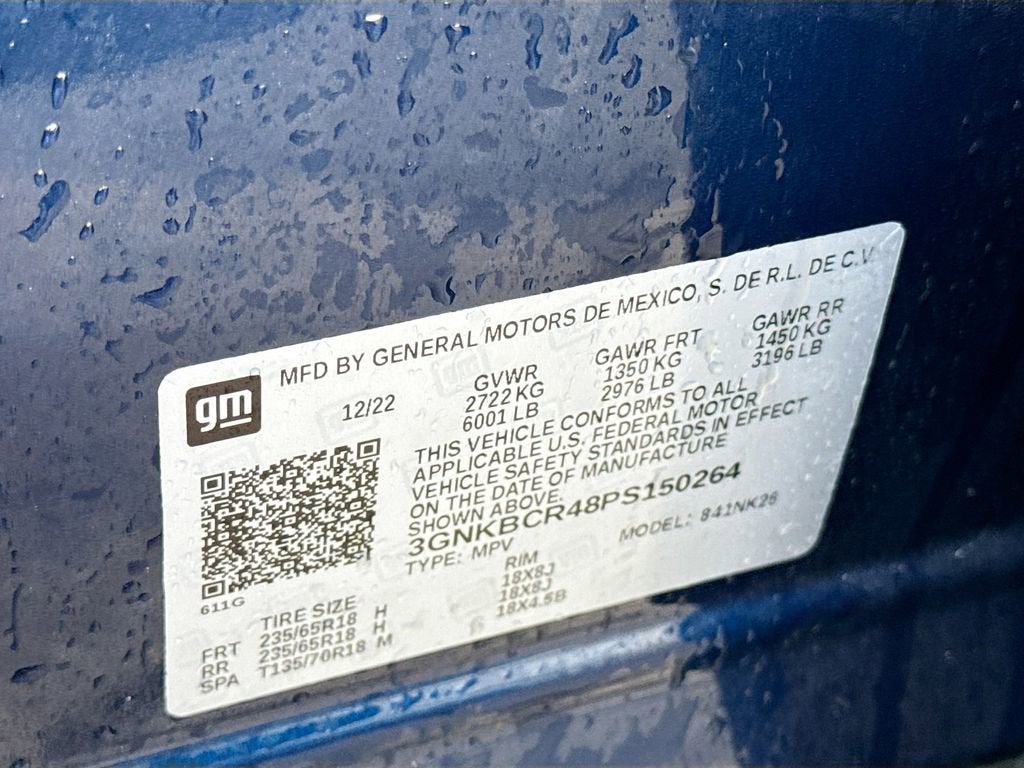 MFD BY GENERAL MOTORS DE MEXICO, S. DE R.L. DE C.V.
gm
12/22
GVWR GAWR FRT GAWR RR
2722 KG 1350 KG 1450 KG
6001 LB 2976 LB 3196 LB
THIS VEHICLE CONFORMS TO ALL
APPLICABLE U.S. FEDERAL MOTOR
VEHICLE SAFETY STANDARDS IN EFFECT
ON THE DATE OF MANUFACTURE
SHOWN ABOVE.
3GNKBCR48PS150264
TYPE: MPV MODEL: 841NK26
611G
TIRE SIZE RIM
FRT 235/65R18 H 18X8J
RR 235/65R18 H 18X8J
SPA T135/70R18 M 18X4.5B